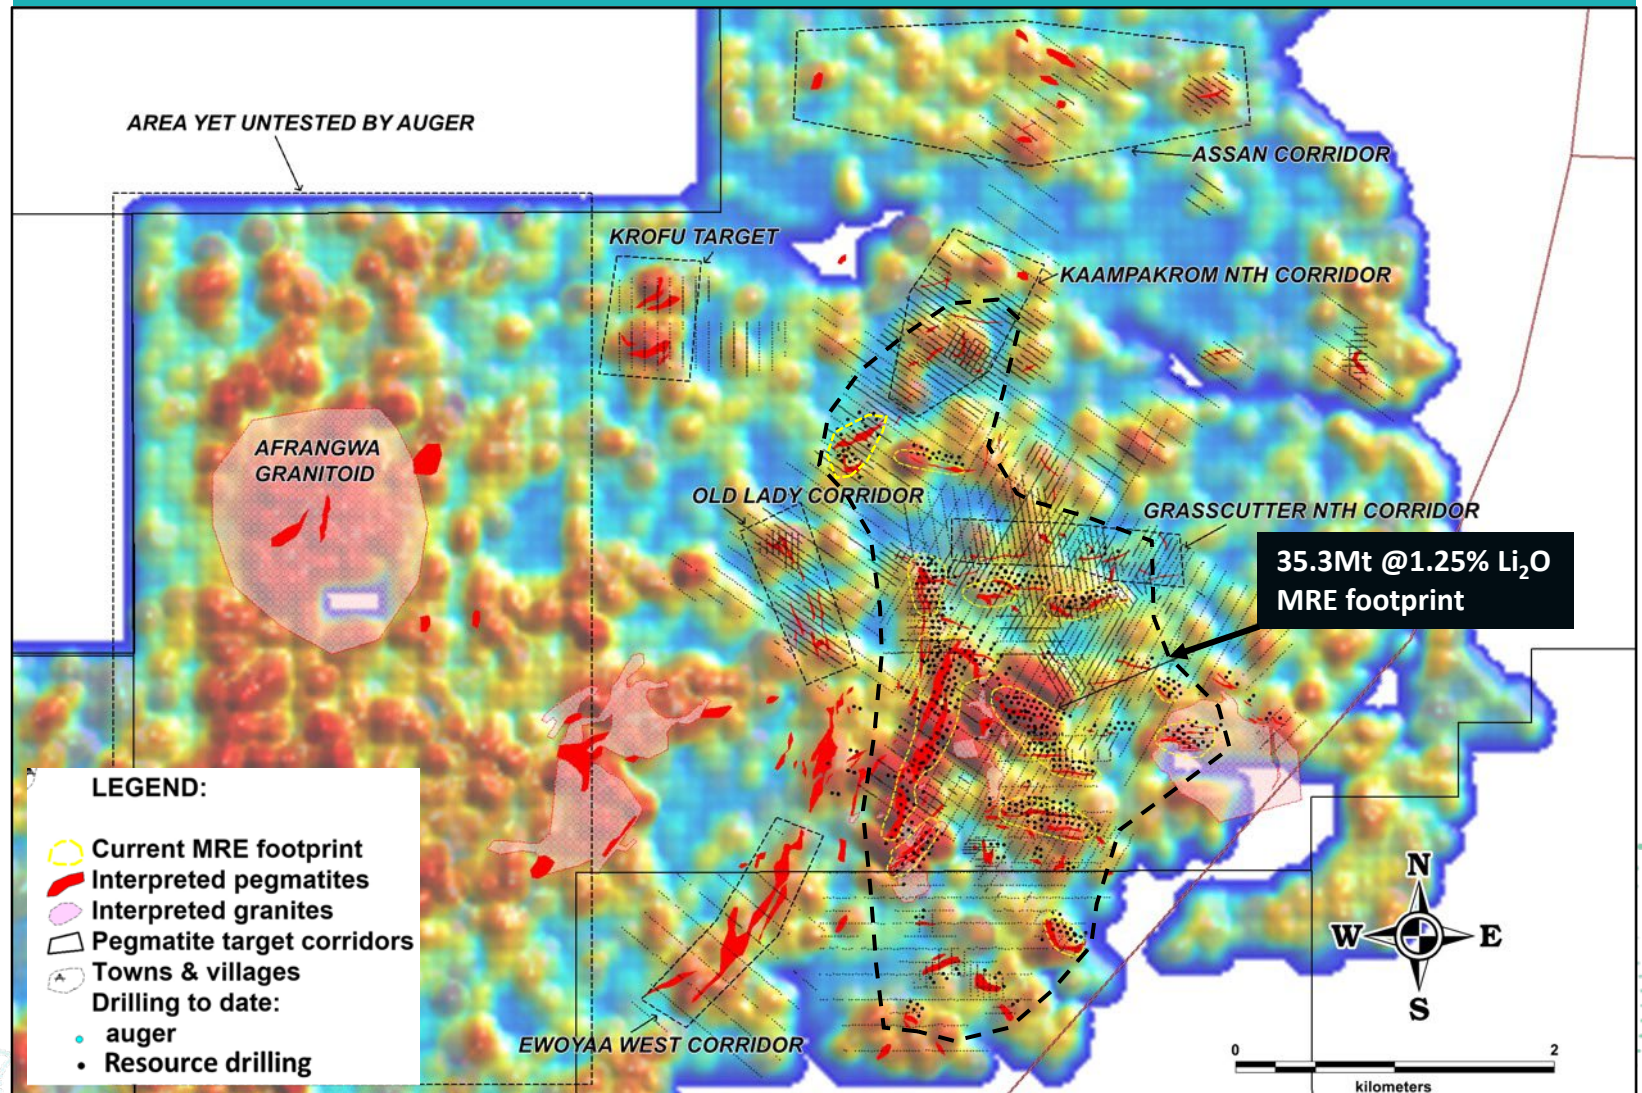 AREA YET UNTESTED BY AUGER
ASSAN CORRIDOR
KROFU TARGET
KAAMPAKROM NTH CORRIDOR
AFRANGWA
GRANITOID
OLD LADY CORRIDOR
GRASSCUTTER NTH CORRIDOR
35.3Mt @1.25% Li₂O
MRE footprint
LEGEND:
Current MRE footprint
Interpreted pegmatites
Interpreted granites
Pegmatite target corridors
Towns & villages
Drilling to date:
auger
Resource drilling
EWOYAA WEST CORRIDOR
N
W E
S
0 2
kilometers